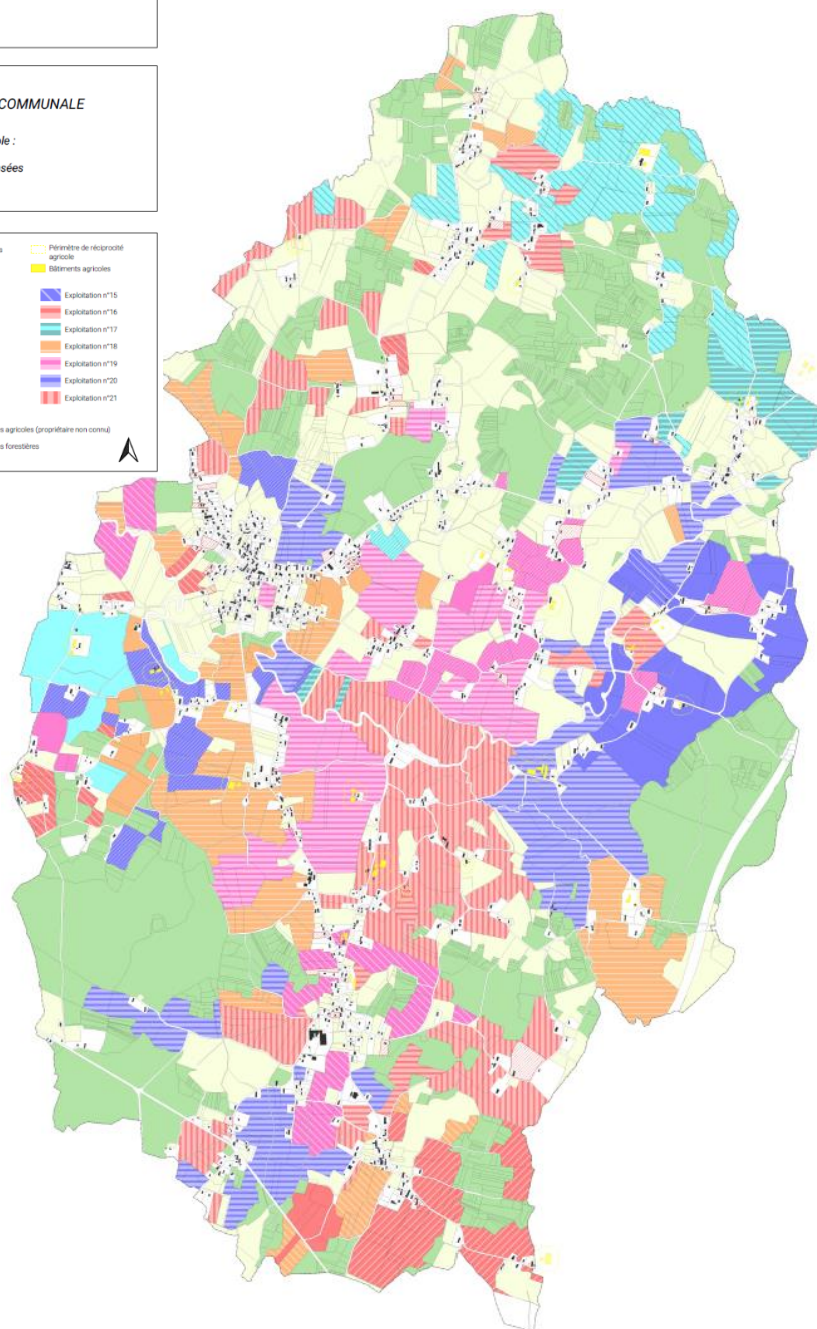 COMMUNALE
ole :
sées
s
Périmètre de réciprocité
agricole
Bâtiments agricoles
Exploitation n°15
Exploitation n°16
Exploitation n°17
Exploitation n°18
Exploitation n°19
Exploitation n°20
Exploitation n°21
s agricoles (propriétaire non connu)
s forestières